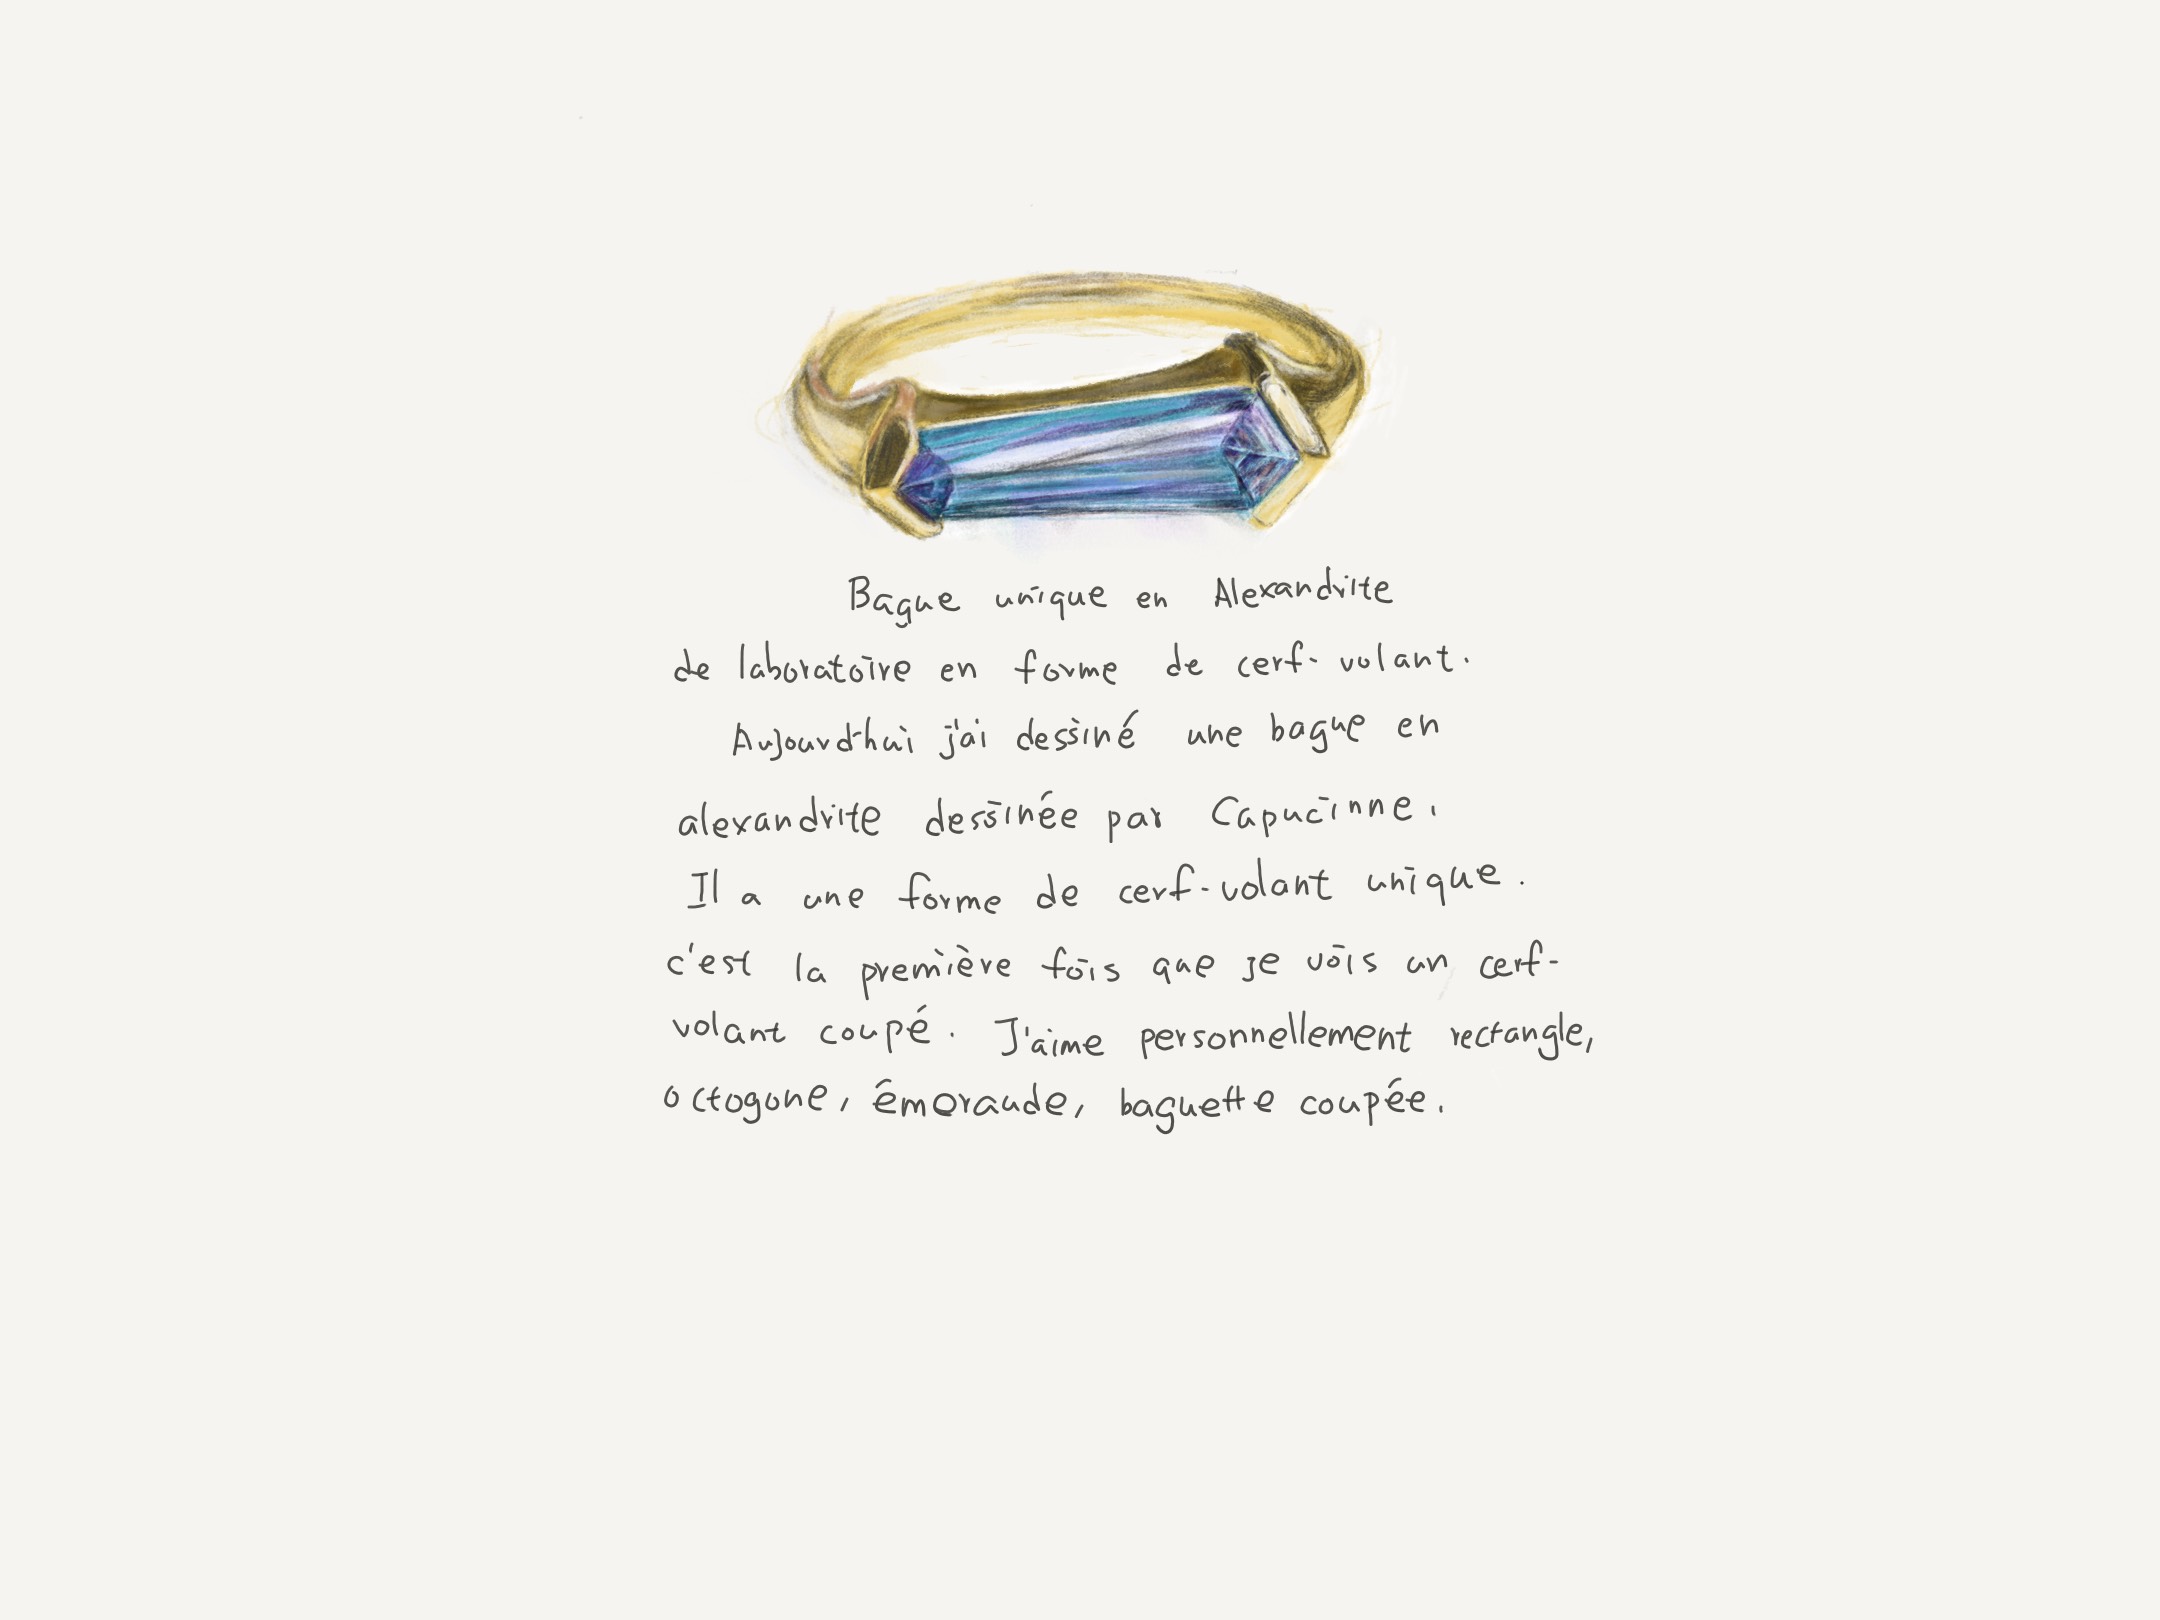 Bague unique en Alexandrite
de laboratoire en forme de cerf-volant.
Aujourd'hui j'ai dessiné une bague en
alexandrite dessinée par Capucinne.
Il a une forme de cerf-volant unique.
c'est la première fois que je vois un cerf-
volant coupé. J'aime personnellement rectangle,
octogone, émeraude, baguette coupée.